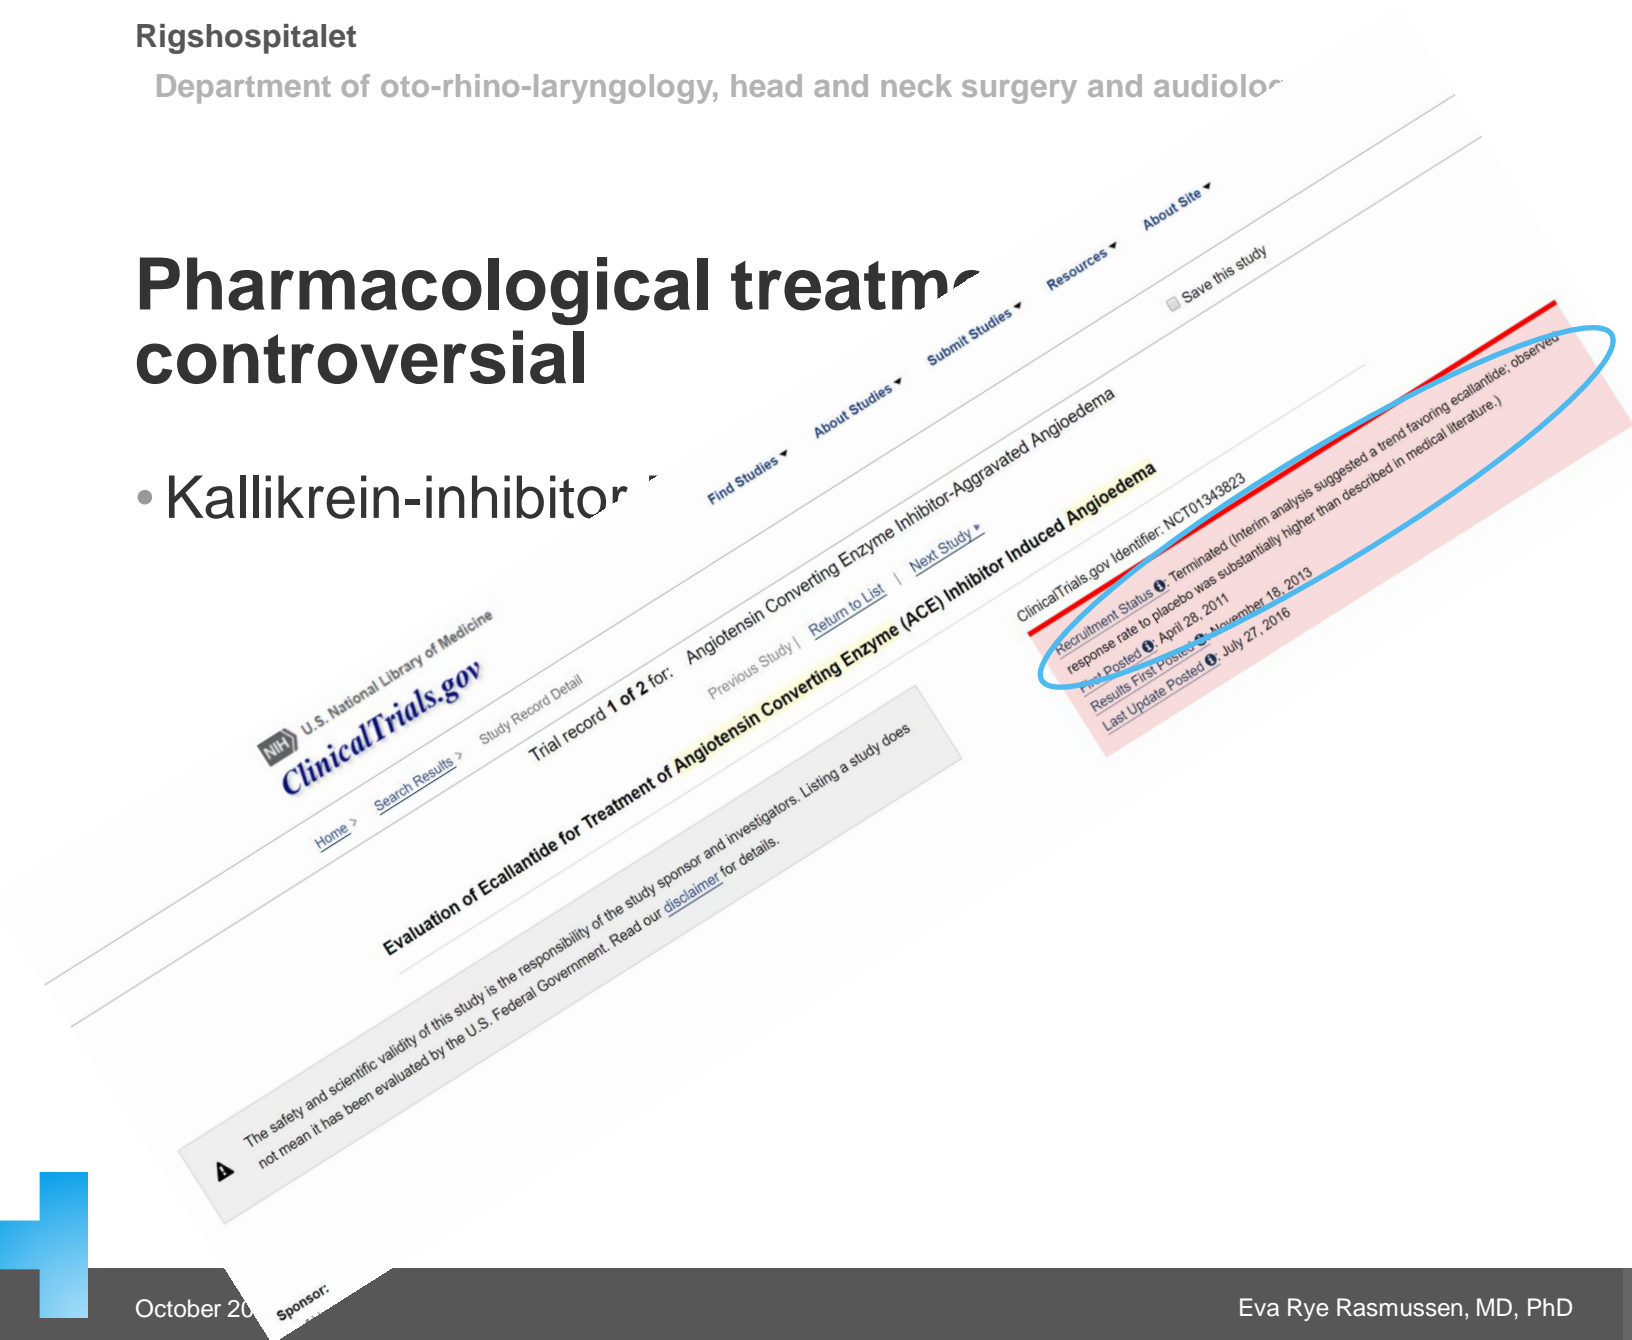 Rigshospitalet
Department of oto-rhino-laryngology, head and neck surgery and
Pharmacological
controversial
• Kallikrein-inhibitor
Find Studies
About Studies
Submit Studies
Resources
About Site
Save this study
NIH U.S. National Library of Medicine
ClinicalTrials.gov
Home > Search Results > Study Record Detail
Trial record 1 of 2 for: Angiotensin Converting Enzyme Inhibitor-Aggravated Angioedema
Previous Study | Return to List | Next Study
Evaluation of Ecallantide for Treatment of Angiotensin Converting Enzyme (ACE) Inhibitor Induced Angioedema
The safety and scientific validity of this study is the responsibility of the study sponsor and investigators. Listing a study does
not mean it has been evaluated by the U.S. Federal Government. Read our disclaimer for details.
ClinicalTrials.gov Identifier: NCT01343823
Recruitment Status : Terminated (Interim analysis suggested a trend favoring ecallantide; observed
response rate to placebo was substantially higher than described in medical literature.)
First Posted : April 28, 2011
Results First Posted : November 18, 2013
Last Update Posted : July 27, 2016
Sponsor:
October
Eva Rye Rasmussen, MD, PhD